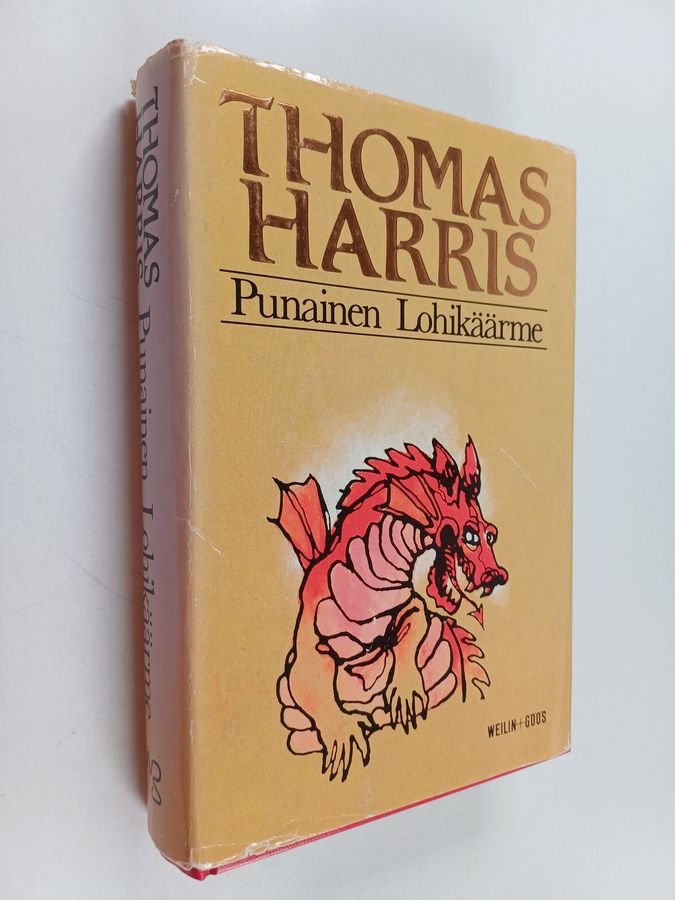 THOMAS
HARRIS
Punainen Lohikäärme
WEILIN+GÖÖS
THOMAS
HARRIS
Punainen Lohikäärme